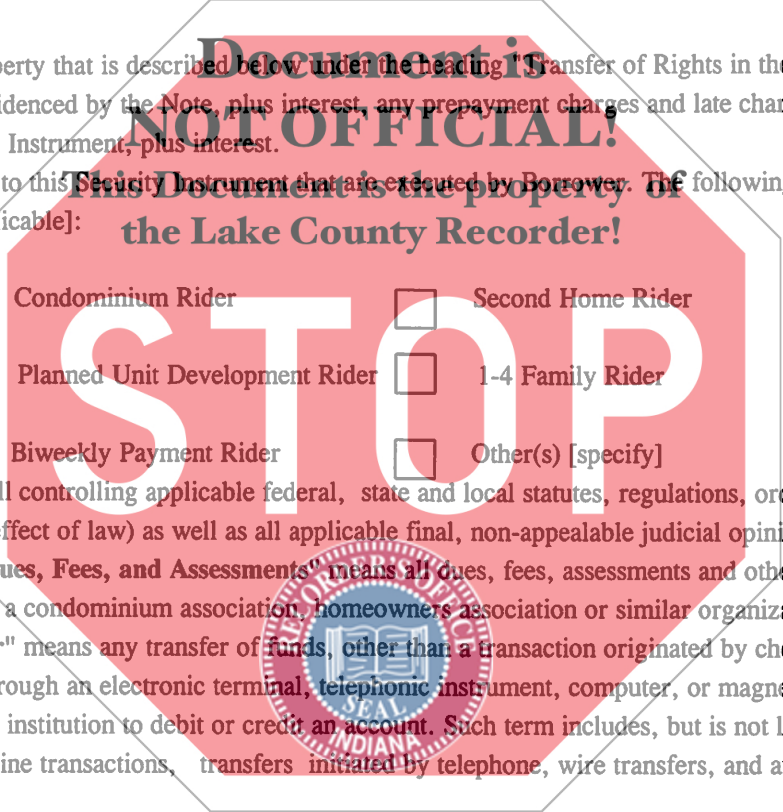 Document is
perty that is described below under the heading "Transfer of Rights in the
NOT OFFICIAL!
idenced by the Note, plus interest, any prepayment charges and late char
Instrument, plus interest.
This Document is the property of
to this Security Instrument that are executed by Borrower. The followin
icable]:
the Lake County Recorder!
Condominium Rider Second Home Rider
STOP
Planned Unit Development Rider 1-4 Family Rider
Biweekly Payment Rider Other(s) [specify]
ll controlling applicable federal, state and local statutes, regulations, ord
effect of law) as well as all applicable final, non-appealable judicial opini
ues, Fees, and Assessments" means all dues, fees, assessments and othe
a condominium association, homeowners association or similar organiza
r" means any transfer of funds, other than a transaction originated by che
rough an electronic terminal, telephonic instrument, computer, or magne
institution to debit or credit an account. Such term includes, but is not l
ine transactions, transfers initiated by telephone, wire transfers, and a
RECORDER'S OFFICE
SEAL
INDIANA